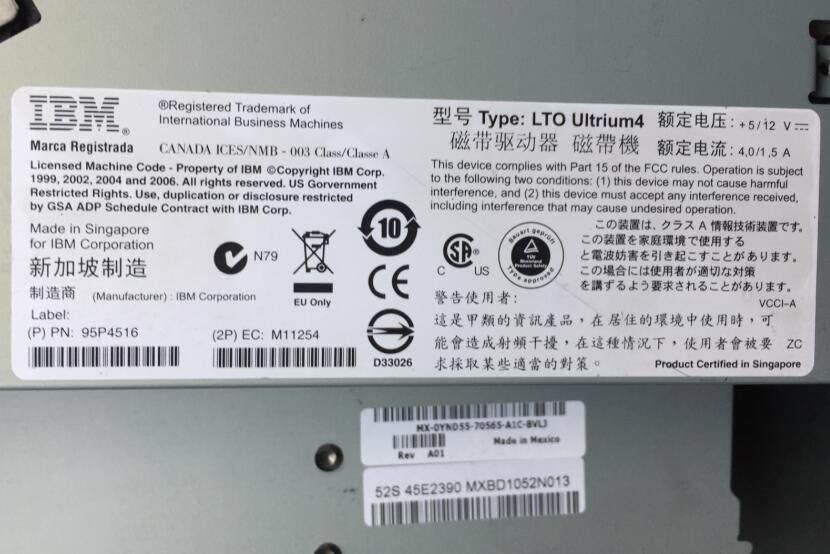 IBM®
®Registered Trademark of
International Business Machines
Marca Registrada
CANADA ICES/NMB - 003 Class/Classe A
Licensed Machine Code - Property of IBM ©Copyright IBM Corp.
1999, 2002, 2004 and 2006. All rights reserved. US Gorvernment
Restricted Rights. Use, duplication or disclosure restricted
by GSA ADP Schedule Contract with IBM Corp.
Made in Singapore
for IBM Corporation
新加坡制造
制造商 (Manufacturer) : IBM Corporation
Label:
(P) PN: 95P4516
(2P) EC: M11254
N79
EU Only
10
CE
D33026
型号 Type: LTO Ultrium4
额定电压: +5/12 V
磁带驱动器 磁帶機
额定电流: 4,0/1,5 A
This device complies with Part 15 of the FCC rules. Operation is subject
to the following two conditions: (1) this device may not cause harmful
interference, and (2) this device must accept any interference received,
including interference that may cause undesired operation.
C SA US
Bauart geprüft
TÜV
Rheinland
Product Safety
Type approved
この装置は、クラス A 情報技術装置です。
この装置を家庭環境で使用する
と電波妨害を引き起こすことがあります。
この場合には使用者が適切な対策
を講ずるよう要求されることがあります。
VCCI-A
警告使用者:
這是甲類的資訊產品，在居住的環境中使用時，可
能會造成射頻干擾，在這種情況下，使用者會被要
求採取某些適當的對策。
ZC
Product Certified in Singapore
MX-0YND55-70565-A1C-8VLJ
Made in Mexico
Rev A01
52S 45E2390 MXBD1052N013